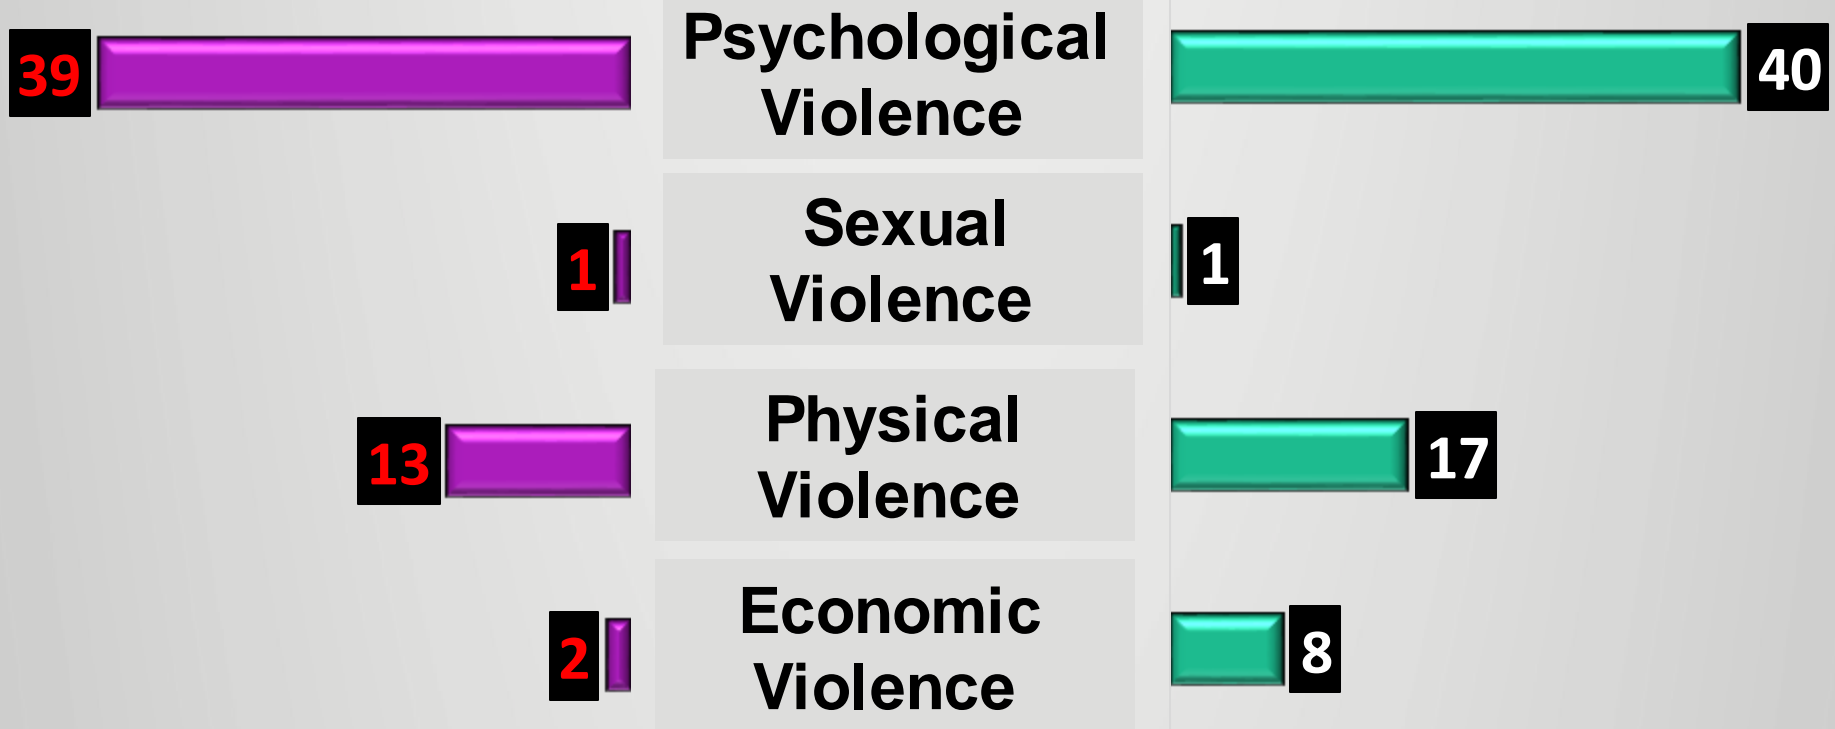 39
Psychological
Violence
40
1
Sexual
Violence
1
13
Physical
Violence
17
2
Economic
Violence
8